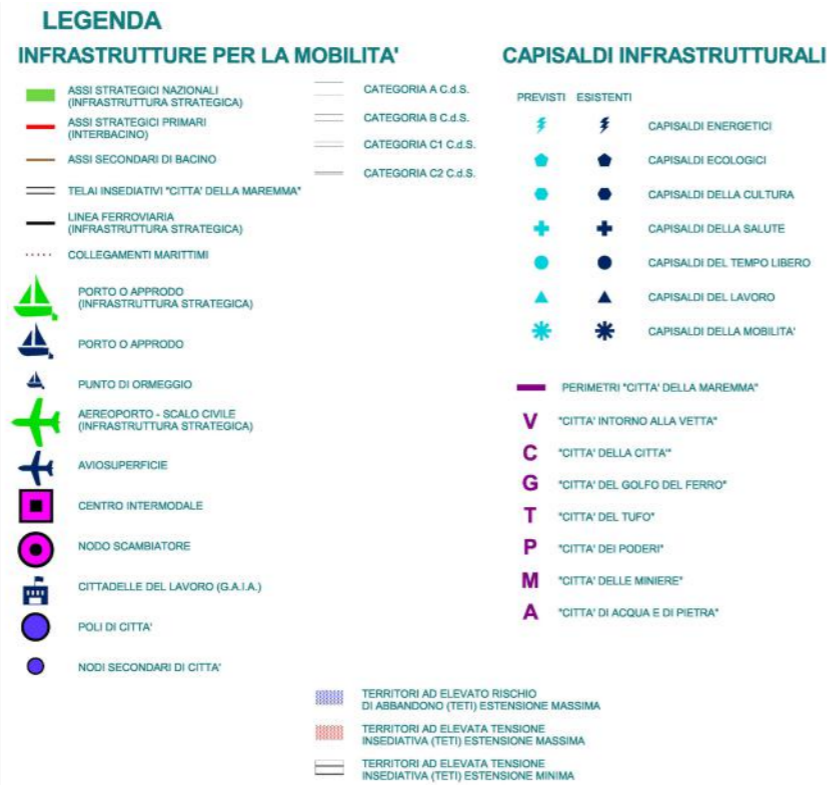 LEGENDA
INFRASTRUTTURE PER LA MOBILITA'
ASSI STRATEGICI NAZIONALI
(INFRASTRUTTURA STRATEGICA)
ASSI STRATEGICI PRIMARI
(INTERBACINO)
ASSI SECONDARI DI BACINO
TELAI INSEDIATIVI "CITTA' DELLA MAREMMA"
LINEA FERROVIARIA
(INFRASTRUTTURA STRATEGICA)
COLLEGAMENTI MARITTIMI
PORTO O APPRODO
(INFRASTRUTTURA STRATEGICA)
PORTO O APPRODO
PUNTO DI ORMEGGIO
AEREOPORTO - SCALO CIVILE
(INFRASTRUTTURA STRATEGICA)
AVIOSUPERFICIE
CENTRO INTERMODALE
NODO SCAMBIATORE
CITTADELLE DEL LAVORO (G.A.I.A.)
POLI DI CITTA'
NODI SECONDARI DI CITTA'
CATEGORIA A C.d.S.
CATEGORIA B C.d.S.
CATEGORIA C1 C.d.S.
CATEGORIA C2 C.d.S.
CAPISALDI INFRASTRUTTURALI
PREVISTI ESISTENTI
CAPISALDI ENERGETICI
CAPISALDI ECOLOGICI
CAPISALDI DELLA CULTURA
CAPISALDI DELLA SALUTE
CAPISALDI DEL TEMPO LIBERO
CAPISALDI DEL LAVORO
CAPISALDI DELLA MOBILITA'
PERIMETRI "CITTA' DELLA MAREMMA"
V "CITTA' INTORNO ALLA VETTA"
C "CITTA' DELLA CITTA'"
G "CITTA' DEL GOLFO DEL FERRO"
T "CITTA' DEL TUFO"
P "CITTA' DEI PODERI"
M "CITTA' DELLE MINIERE"
A "CITTA' DI ACQUA E DI PIETRA"
TERRITORI AD ELEVATO RISCHIO
DI ABBANDONO (TETI) ESTENSIONE MASSIMA
TERRITORI AD ELEVATA TENSIONE
INSEDIATIVA (TETI) ESTENSIONE MASSIMA
TERRITORI AD ELEVATA TENSIONE
INSEDIATIVA (TETI) ESTENSIONE MINIMA